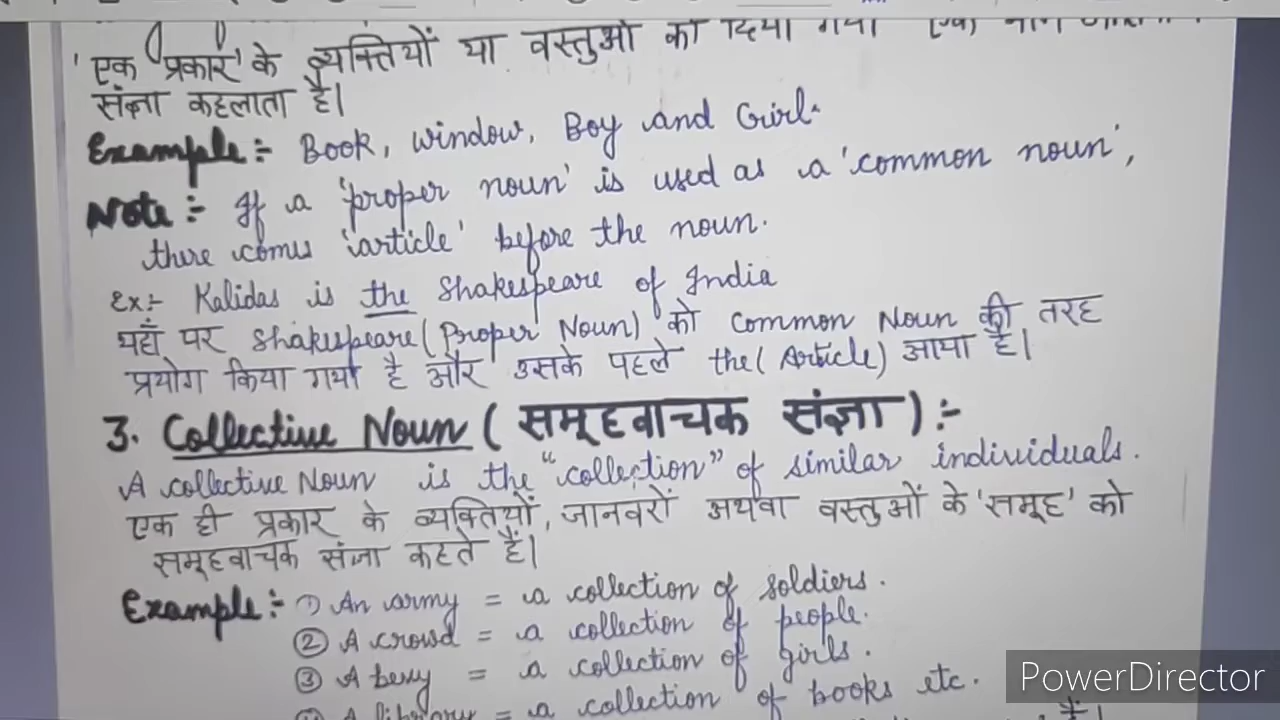 'एक प्रकार' के व्यक्तियों या वस्तुओं को दिया गया एक नाम
संज्ञा कहलाता है।
Example:- Book, window, Boy and Girl.
Note:- If a 'proper noun' is used as a 'common noun',
there comes 'article' before the noun.
Ex:- Kalidas is the Shakespeare of India
यहाँ पर Shakespeare (Proper Noun) को Common Noun की तरह
प्रयोग किया गया है और उसके पहले the (Article) आया है।
3. Collective Noun (समूहवाचक संज्ञा):-
A collective Noun is the "collection" of similar individuals.
एक ही प्रकार के व्यक्तियों, जानवरों अथवा वस्तुओं के 'समूह' को
समूहवाचक संज्ञा कहते हैं।
Example:- ① An army = a collection of soldiers.
② A crowd = a collection of people.
③ A bevy = a collection of girls.
④ A library = a collection of books etc.
PowerDirector